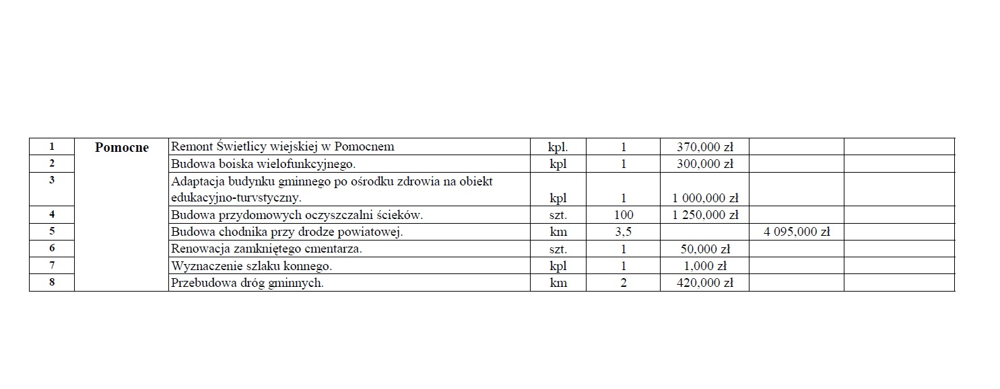 1 Pomocne Remont Świetlicy wiejskiej w Pomocnem kpl. 1 370,000 zł
2 Budowa boiska wielofunkcyjnego. kpl 1 300,000 zł
3 Adaptacja budynku gminnego po ośrodku zdrowia na obiekt
edukacyjno-turvstyczny. kpl 1 1 000,000 zł
4 Budowa przydomowych oczyszczalni ścieków. szt. 100 1 250,000 zł
5 Budowa chodnika przy drodze powiatowej. km 3,5 4 095,000 zł
6 Renowacja zamkniętego cmentarza. szt. 1 50,000 zł
7 Wyznaczenie szlaku konnego. kpl 1 1,000 zł
8 Przebudowa dróg gminnych. km 2 420,000 zł